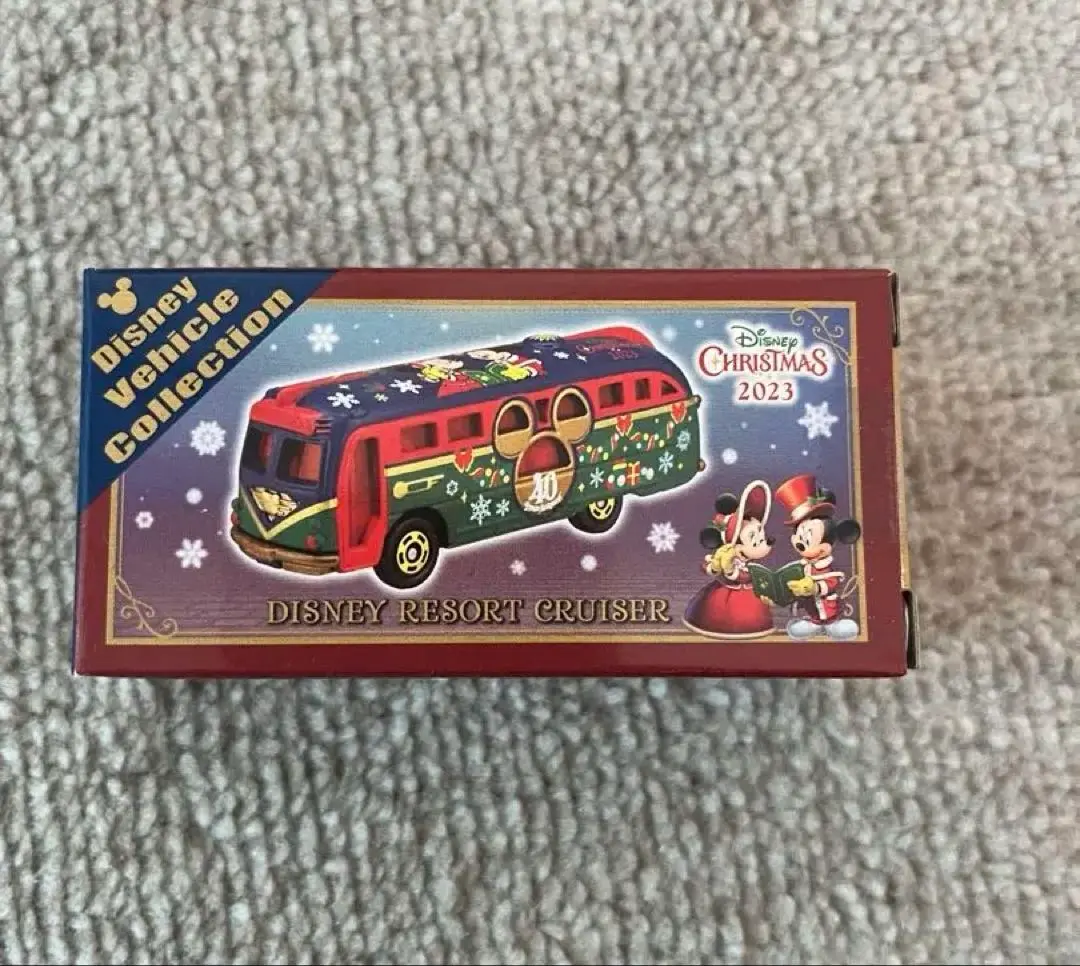 Disney
Vehicle
Collection
Disney
CHRISTMAS
2023
40
DISNEY RESORT CRUISER